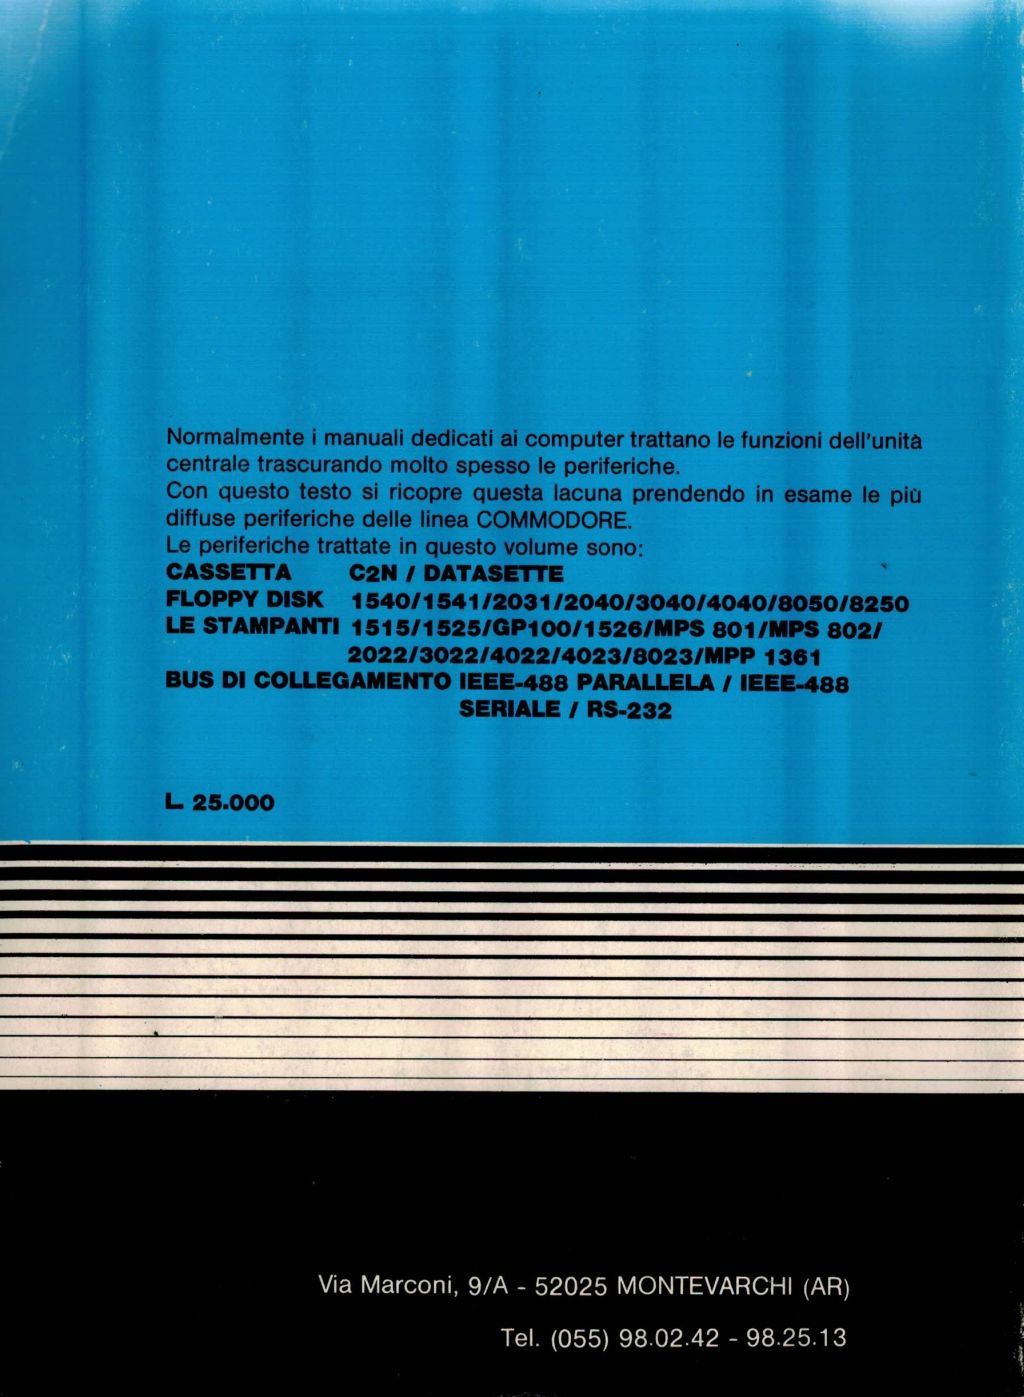 Normalmente i manuali dedicati ai computer trattano le funzioni dell'unità
centrale trascurando molto spesso le periferiche.
Con questo testo si ricopre questa lacuna prendendo in esame le più
diffuse periferiche delle linea COMMODORE.
Le periferiche trattate in questo volume sono:
CASSETTA C2N / DATASETTE
FLOPPY DISK 1540/1541/2031/2040/3040/4040/8050/8250
LE STAMPANTI 1515/1525/GP100/1526/MPS 801/MPS 802/
2022/3022/4022/4023/8023/MPP 1361
BUS DI COLLEGAMENTO IEEE-488 PARALLELA / IEEE-488
SERIALE / RS-232
L. 25.000
Via Marconi, 9/A - 52025 MONTEVARCHI (AR)
Tel. (055) 98.02.42 - 98.25.13